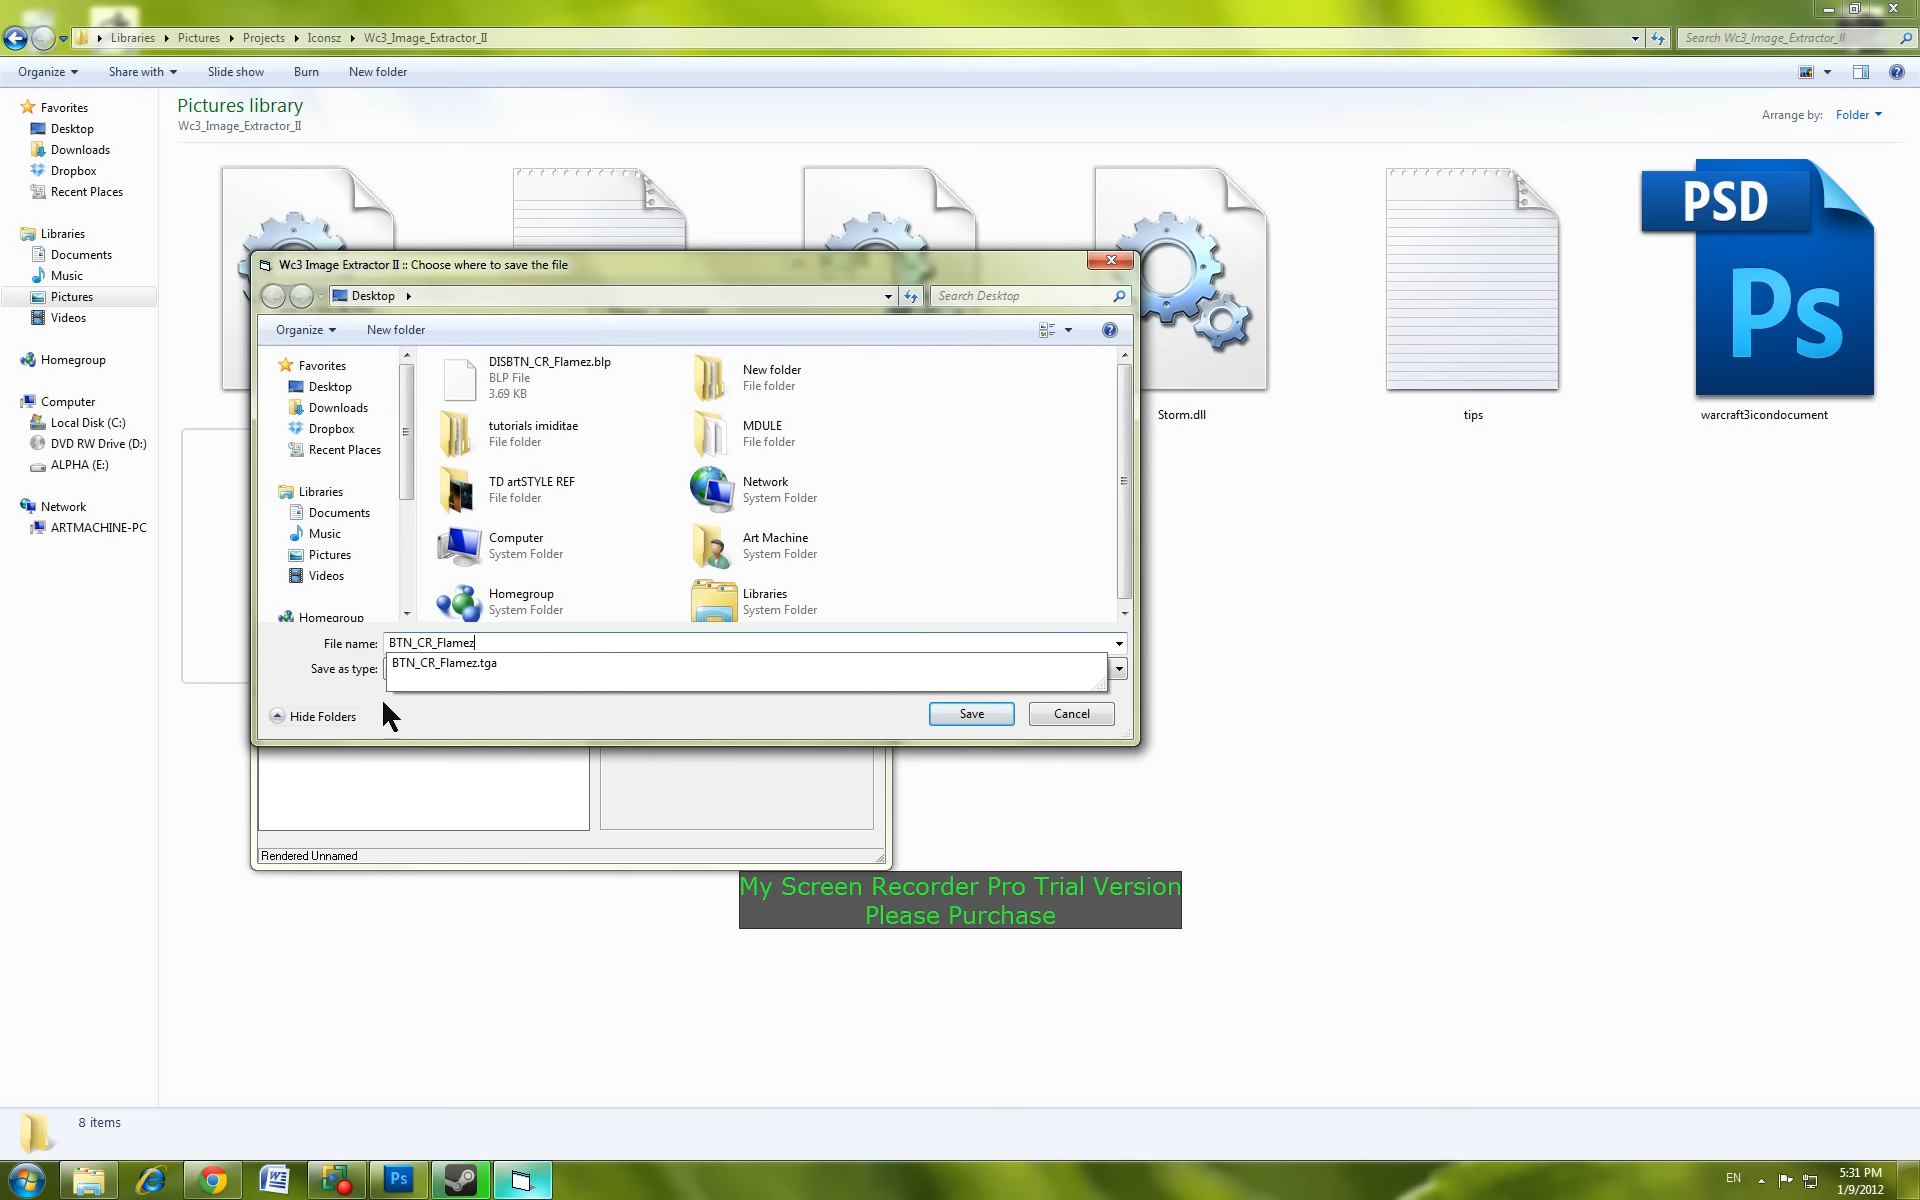 Libraries ▸ Pictures ▸ Projects ▸ Iconsz ▸ Wc3_Image_Extractor_II
Search Wc3_Image_Extractor_II
Organize
Share with
Slide show
Burn
New folder
Favorites
Desktop
Downloads
Dropbox
Recent Places
Libraries
Documents
Music
Pictures
Videos
Homegroup
Computer
Local Disk (C:)
DVD RW Drive (D:)
ALPHA (E:)
Network
ARTMACHINE-PC
Pictures library
Wc3_Image_Extractor_II
Arrange by: Folder
PSD
Ps
Storm.dll
tips
warcraft3icondocument
Wc3 Image Extractor II :: Choose where to save the file
Desktop
Search Desktop
Organize
New folder
Favorites
Desktop
Downloads
Dropbox
Recent Places
Libraries
Documents
Music
Pictures
Videos
Homegroup
DISBTN_CR_Flamez.blp
BLP File
3.69 KB
New folder
File folder
tutorials imiditae
File folder
MDULE
File folder
TD artSTYLE REF
File folder
Network
System Folder
Computer
System Folder
Art Machine
System Folder
Homegroup
System Folder
Libraries
System Folder
File name: BTN_CR_Flamez
BTN_CR_Flamez.tga
Save as type:
Hide Folders
Save
Cancel
Rendered Unnamed
My Screen Recorder Pro Trial Version
Please Purchase
8 items
Ps
EN
5:31 PM
1/9/2012